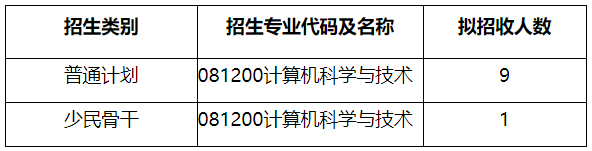 招生类别 招生专业代码及名称 拟招收人数
普通计划 081200计算机科学与技术 9
少民骨干 081200计算机科学与技术 1